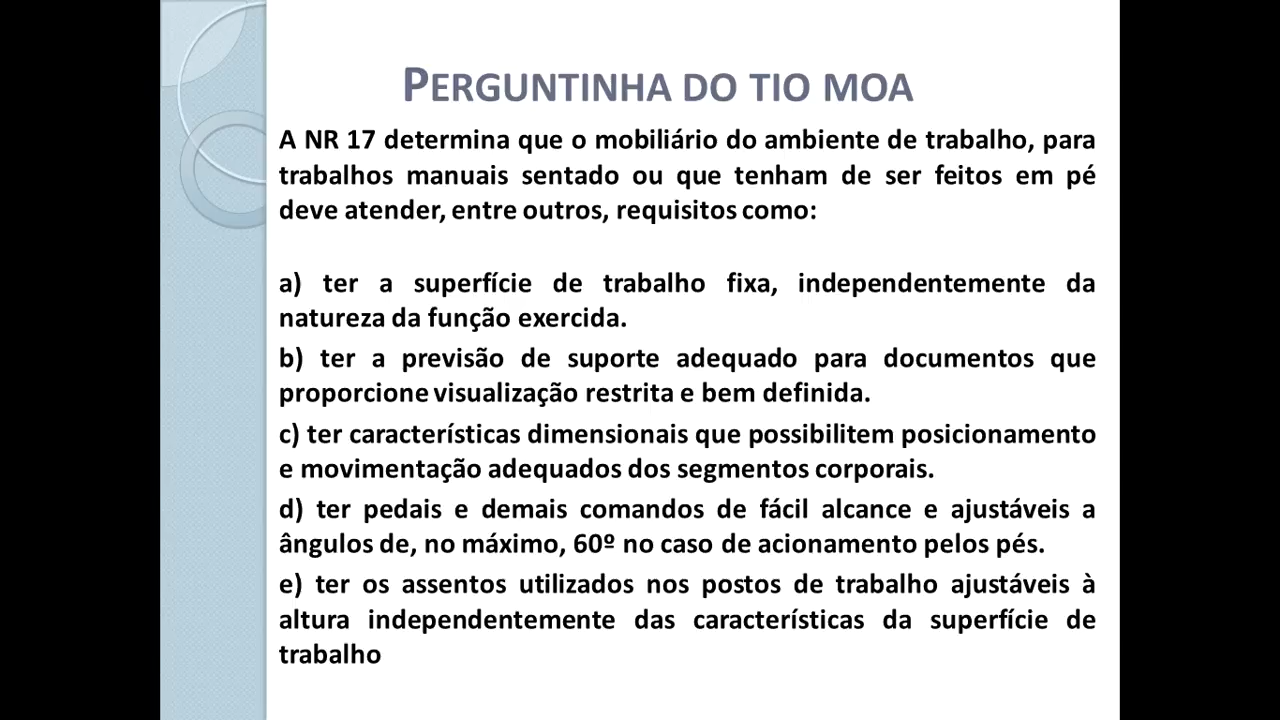 PERGUNTINHA DO TIO MOA
A NR 17 determina que o mobiliário do ambiente de trabalho, para
trabalhos manuais sentado ou que tenham de ser feitos em pé
deve atender, entre outros, requisitos como:
a) ter a superfície de trabalho fixa, independentemente da
natureza da função exercida.
b) ter a previsão de suporte adequado para documentos que
proporcione visualização restrita e bem definida.
c) ter características dimensionais que possibilitem posicionamento
e movimentação adequados dos segmentos corporais.
d) ter pedais e demais comandos de fácil alcance e ajustáveis a
ângulos de, no máximo, 60º no caso de acionamento pelos pés.
e) ter os assentos utilizados nos postos de trabalho ajustáveis à
altura independentemente das características da superfície de
trabalho